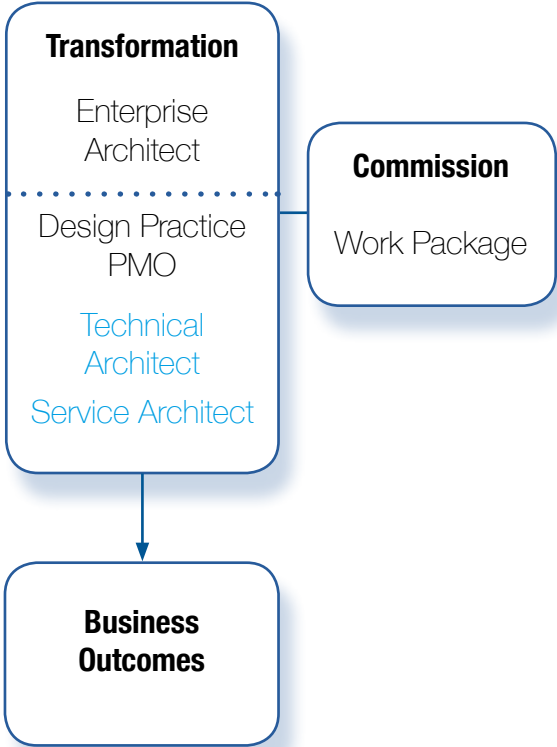 Transformation
Enterprise
Architect
Design Practice
PMO
Technical
Architect
Service Architect
Commission
Work Package
Business
Outcomes